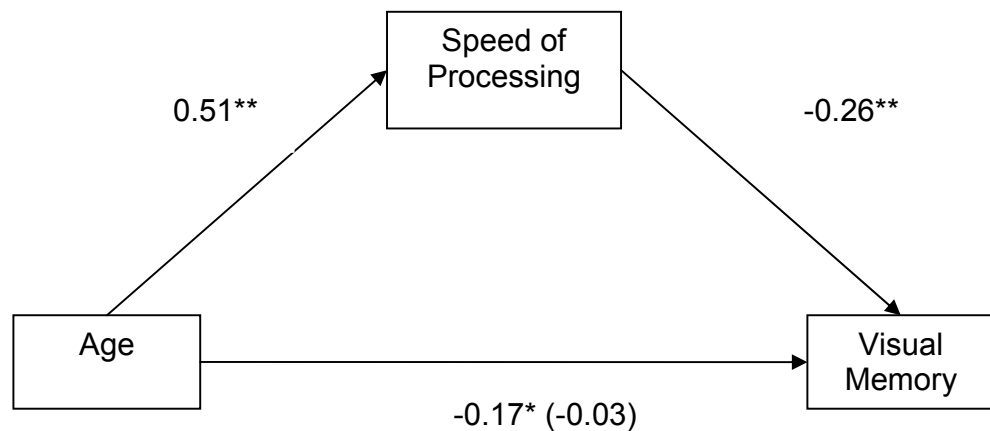 Speed of
Processing
0.51**
-0.26**
Age
Visual
Memory
-0.17* (-0.03)